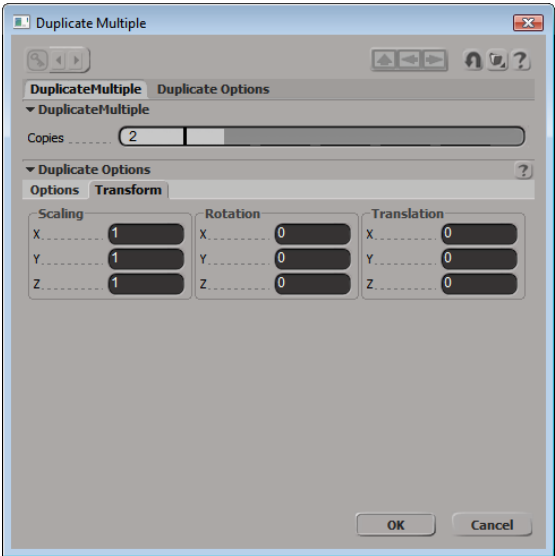 Duplicate Multiple
?
DuplicateMultiple Duplicate Options
DuplicateMultiple
Copies 2
Duplicate Options ?
Options Transform
Scaling Rotation Translation
X 1 X 0 X 0
Y 1 Y 0 Y 0
Z 1 Z 0 Z 0
OK Cancel